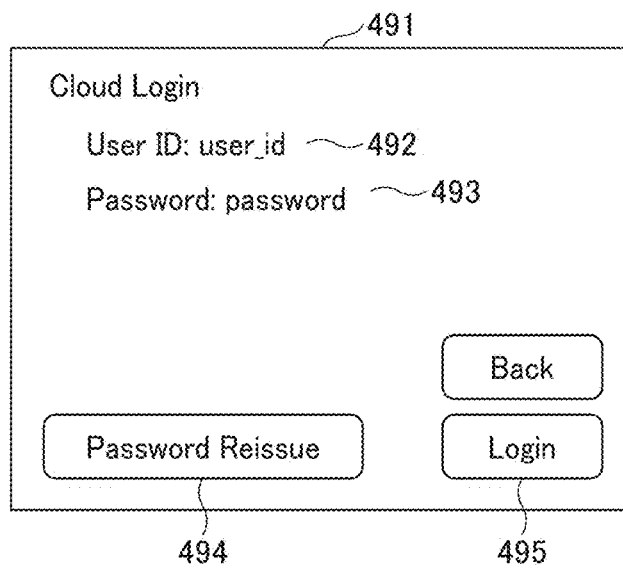 491
Cloud Login
User ID: user_id 492
Password: password 493
Back
Password Reissue Login
494 495